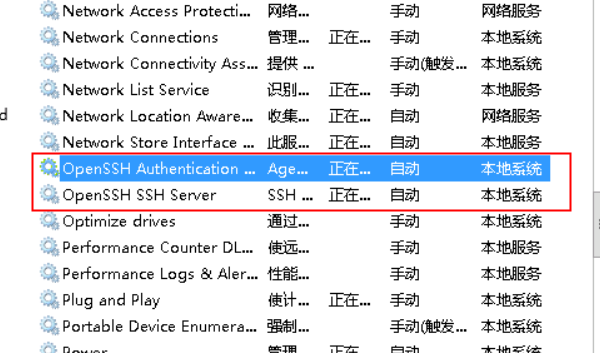 Network Access Protecti... 网络... 手动 网络服务
Network Connections 管理... 正在... 手动 本地系统
Network Connectivity Ass... 提供 ... 手动(触发... 本地系统
Network List Service 识别... 正在... 手动 本地服务
d Network Location Aware... 收集... 正在... 自动 网络服务
Network Store Interface ... 此服... 正在... 自动 本地服务
OpenSSH Authentication ... Age... 正在... 自动 本地系统
OpenSSH SSH Server SSH ... 正在... 自动 本地系统
Optimize drives 通过... 手动 本地系统
Performance Counter DL... 使远... 手动 本地服务
Performance Logs & Aler... 性能... 手动 本地服务
Plug and Play 使计... 正在... 手动 本地系统
Portable Device Enumera... 强制... 手动(触发... 本地系统
Power 管理... 正在... 自动 本地系统